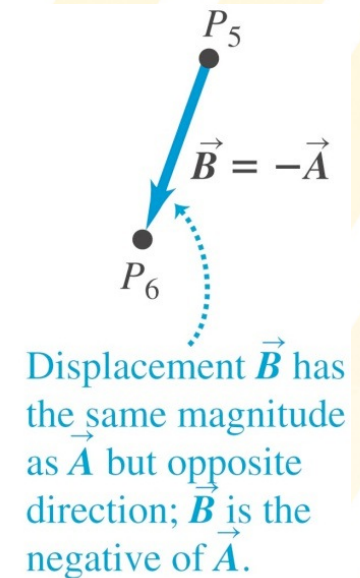 P₅
B⃗ = −A⃗
P₆
Displacement B⃗ has
the same magnitude
as A⃗ but opposite
direction; B⃗ is the
negative of A⃗.